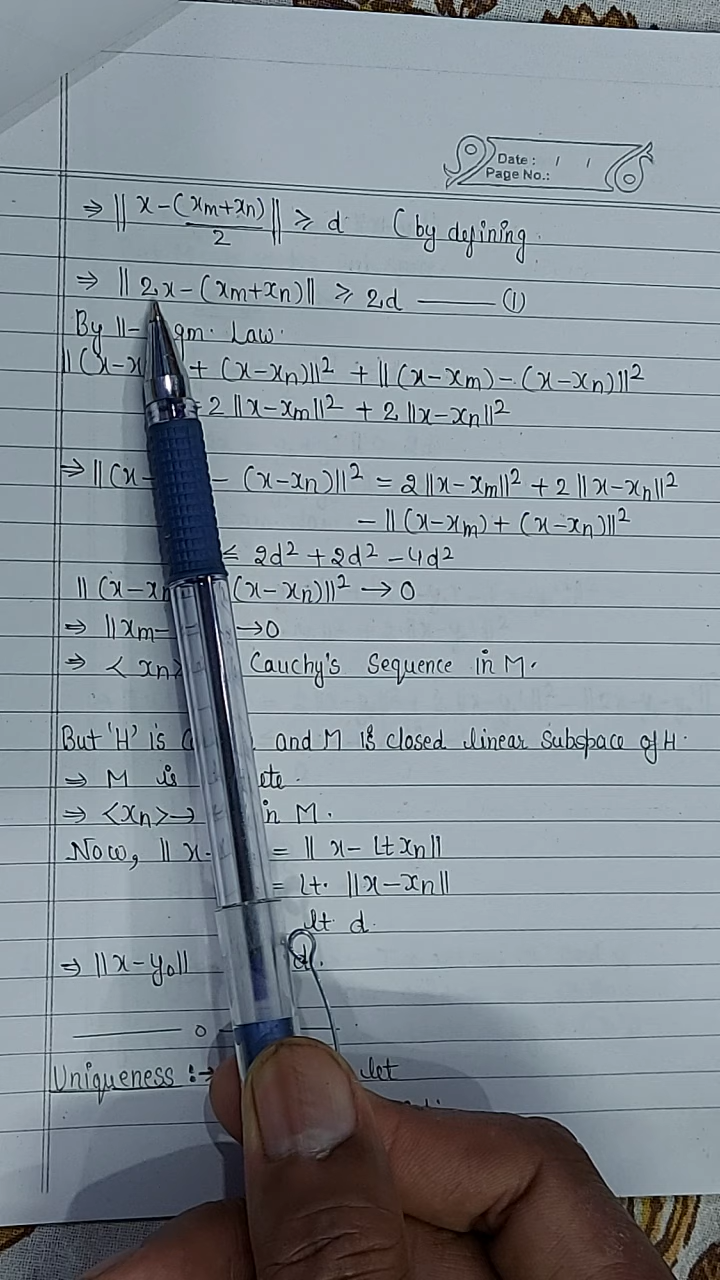 Date : / /
Page No.:
⇒ || x-(xm+xn)/2 || ≥ d (by defining
⇒ || 2x-(xm+xn)|| ≥ 2d —— (1)
By ||- gm. Law.
||(x-x + (x-xn)||² + ||(x-xm)-(x-xn)||²
= 2||x-xm||² + 2||x-xn||²
⇒ ||(x- - (x-xn)||² = 2||x-xm||² + 2||x-xn||²
- ||(x-xm) + (x-xn)||²
≤ 2d² + 2d² - 4d²
||(x-x (x-xn)||² → 0
⇒ ||xm- →0
⇒ <xn> Cauchy's Sequence in M.
But 'H' is and M is closed linear subspace of H.
⇒ M is ete.
⇒ <xn>→ in M.
Now, ||x- = || x- lt xn||
= lt. ||x-xn||
lt d.
⇒ ||x-y0|| d.
—— o
Uniqueness :→ let